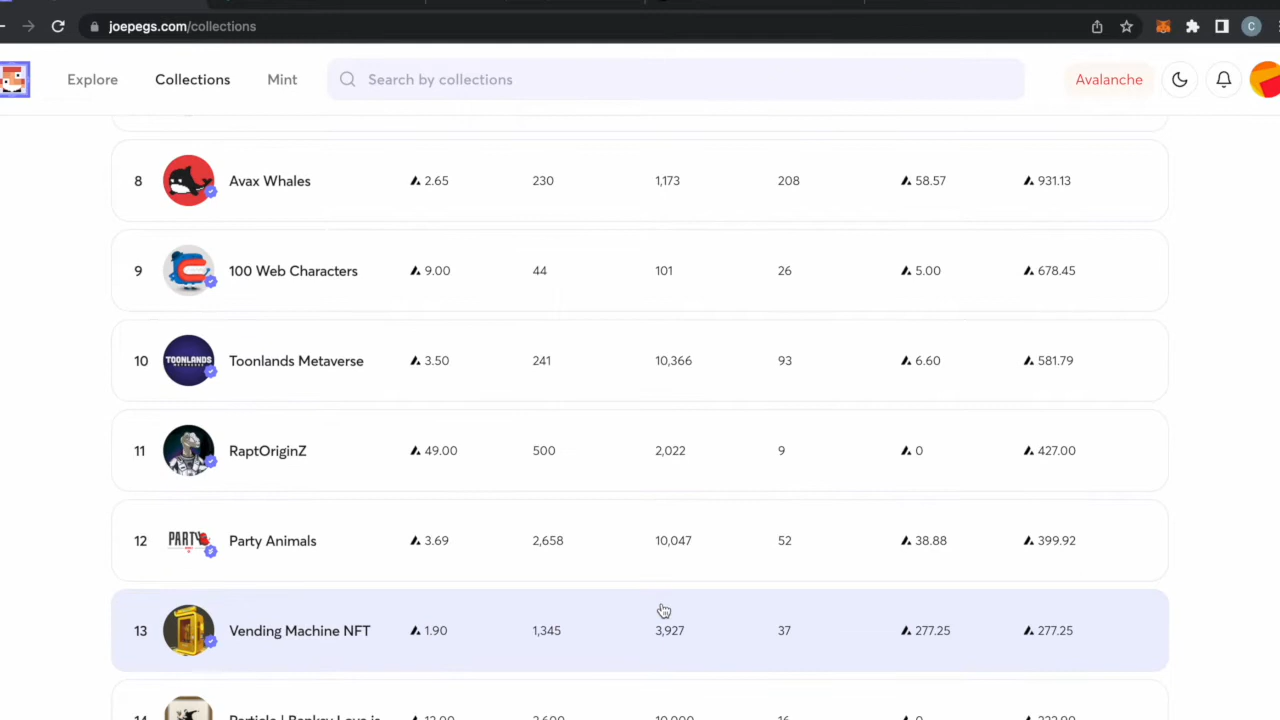 joepegs.com/collections
C
Explore Collections Mint Search by collections Avalanche
8 Avax Whales 2.65 230 1,173 208 58.57 931.13
9 100 Web Characters 9.00 44 101 26 5.00 678.45
10 TOONLANDS Toonlands Metaverse 3.50 241 10,366 93 6.60 581.79
11 RaptOriginZ 49.00 500 2,022 9 0 427.00
12 PARTY Party Animals 3.69 2,658 10,047 52 38.88 399.92
13 Vending Machine NFT 1.90 1,345 3,927 37 277.25 277.25